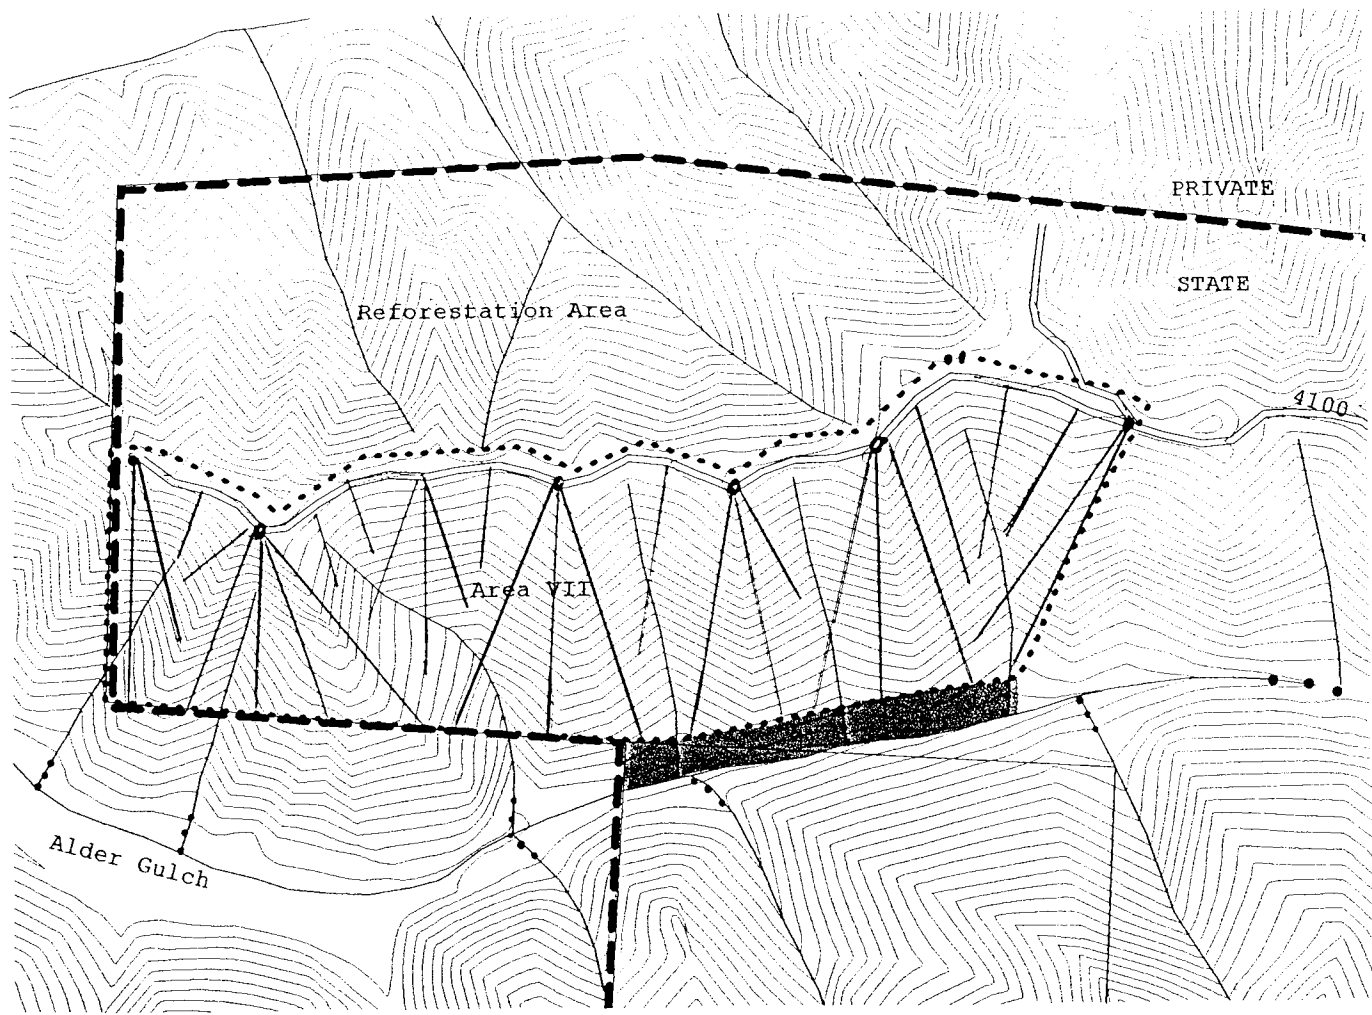 PRIVATE
STATE
Reforestation Area
4100
Area VII
Alder Gulch